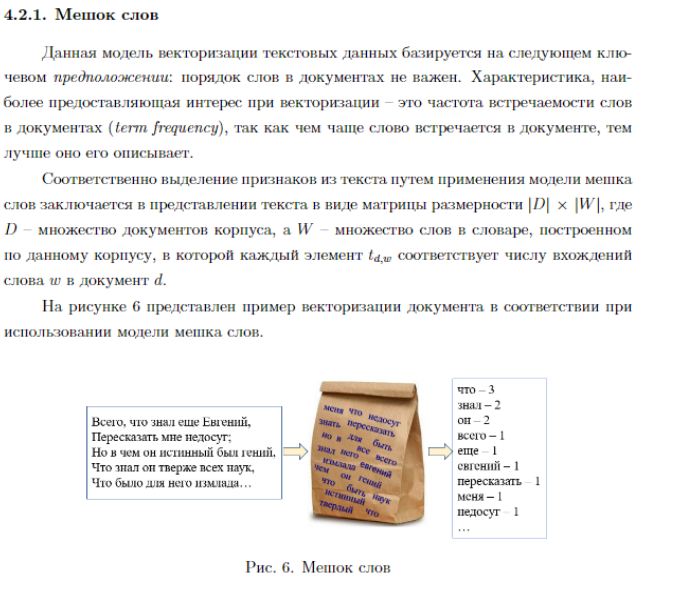 4.2.1. Мешок слов
Данная модель векторизации текстовых данных базируется на следующем клю-
чевом предположении: порядок слов в документах не важен. Характеристика, наи-
более предоставляющая интерес при векторизации – это частота встречаемости слов
в документах (term frequency), так как чем чаще слово встречается в документе, тем
лучше оно его описывает.
Соответственно выделение признаков из текста путем применения модели мешка
слов заключается в представлении текста в виде матрицы размерности |D| × |W|, где
D – множество документов корпуса, а W – множество слов в словаре, построенном
по данному корпусу, в которой каждый элемент t_{d,w} соответствует числу вхождений
слова w в документ d.
На рисунке 6 представлен пример векторизации документа в соответствии при
использовании модели мешка слов.
Всего, что знал еще Евгений,
Пересказать мне недосуг;
Но в чем он истинный был гений,
Что знал он тверже всех наук,
Что было для него измлада…
меня что недосуг
знать пересказать
но в для быть
все всего
знал него евгений
измлада
чем он гений
что быть наук
истинный
твердый что
что – 3
знал – 2
он – 2
всего – 1
еще – 1
евгений – 1
пересказать – 1
меня – 1
недосуг – 1
…
Рис. 6. Мешок слов